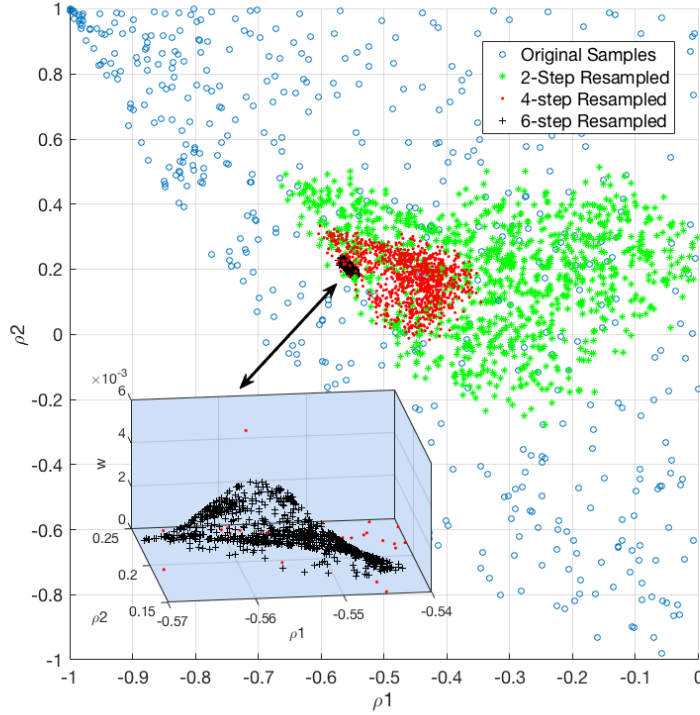 1
0.8
0.6
0.4
0.2
0
-0.2
-0.4
-0.6
-0.8
-1
ρ2
Original Samples
2-Step Resampled
4-step Resampled
6-step Resampled
×10-3
6
4
2
0
w
0.25
0.2
0.15
ρ2
-0.57
-0.56
-0.55
-0.54
ρ1
-1 -0.9 -0.8 -0.7 -0.6 -0.5 -0.4 -0.3 -0.2 -0.1 0
ρ1